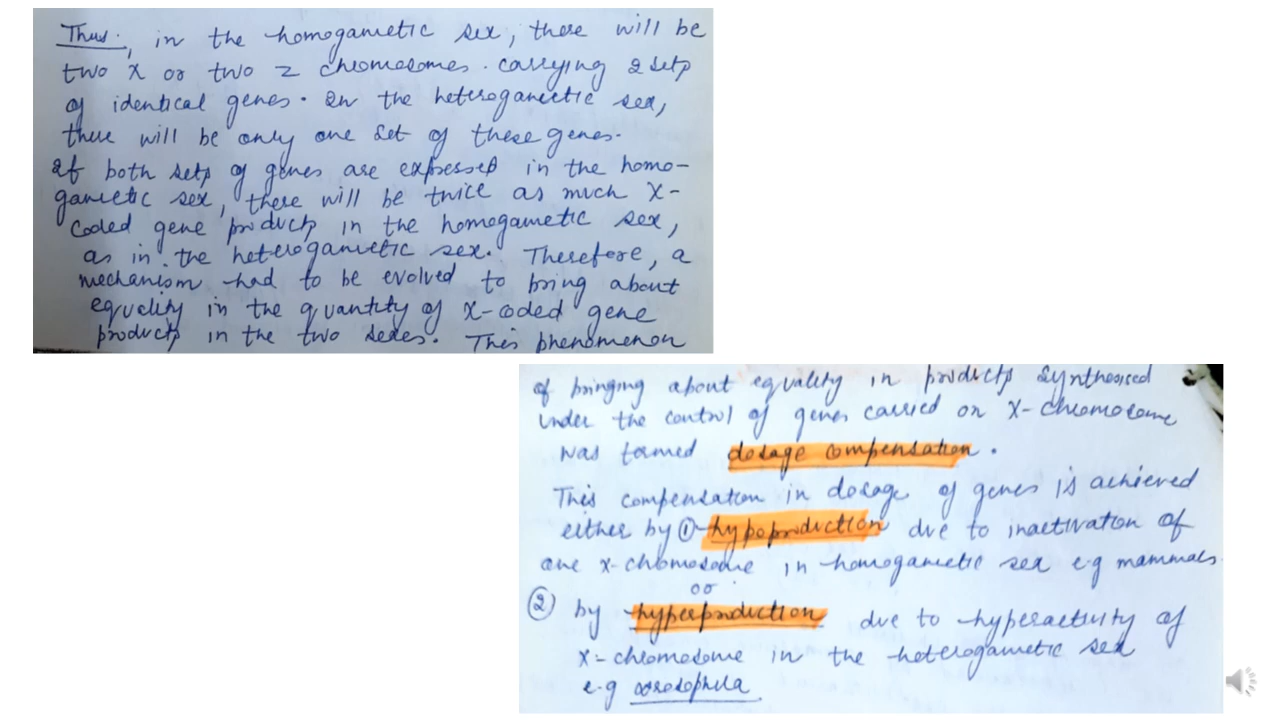 Thus, in the homogametic sex, there will be
two X or two Z chromosomes. carrying 2 sets
of identical genes. In the heterogametic sex,
there will be only one set of these genes.
If both sets of genes are expressed in the homo-
gametic sex, there will be twice as much X-
coded gene products in the homogametic sex,
as in the heterogametic sex. Therefore, a
mechanism had to be evolved to bring about
equality in the quantity of X-coded gene
products in the two sexes. This phenomenon
of bringing about equality in products synthesised
under the control of genes carried on X-chromosome
was termed dosage compensation.
This compensation in dosage of genes is achieved
either by ① hypoproduction due to inactivation of
one X-chromosome in homogametic sex e.g mammals.
or
② by hyperproduction due to hyperactivity of
X-chromosome in the heterogametic sex
e.g Drosophila